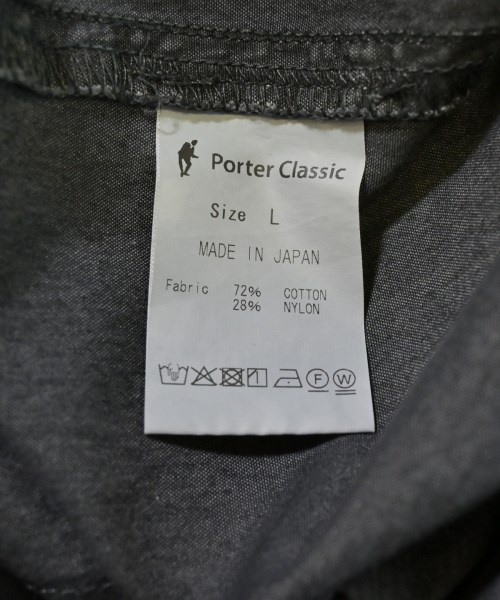 Porter Classic
Size L
MADE IN JAPAN
Fabric 72% COTTON
28% NYLON
F W